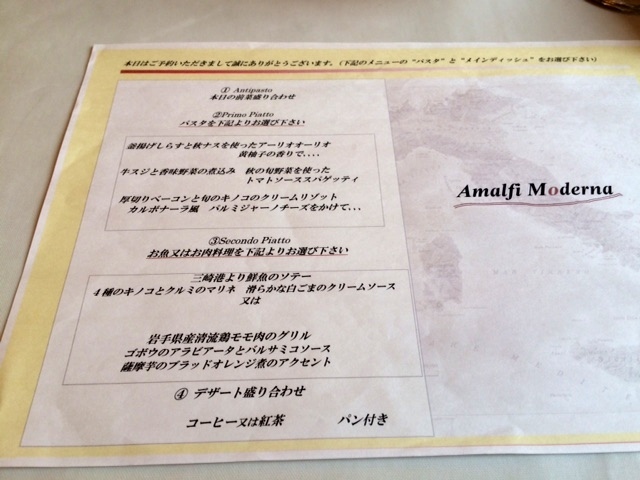 本日はご予約いただきまして誠にありがとうございます。(下記のメニューの"パスタ"と"メインディッシュ"をお選び下さい)
① Antipasto
本日の前菜盛り合わせ
②Primo Piatto
パスタを下記よりお選び下さい
釜揚げしらすと秋ナスを使ったアーリオオーリオ
黄柚子の香りで....
牛スジと香味野菜の煮込み 秋の旬野菜を使った
トマトソーススパゲッティ
厚切りベーコンと旬のキノコのクリームリゾット
カルボナーラ風 パルミジャーノチーズをかけて...
③Secondo Piatto
お魚又はお肉料理を下記よりお選び下さい
三崎港より鮮魚のソテー
4種のキノコとクルミのマリネ 滑らかな白ごまのクリームソース
又は
岩手県産清流鶏モモ肉のグリル
ゴボウのアラビアータとバルサミコソース
薩摩芋のブラッドオレンジ煮のアクセント
④ デザート盛り合わせ
コーヒー又は紅茶 パン付き
Amalfi Moderna